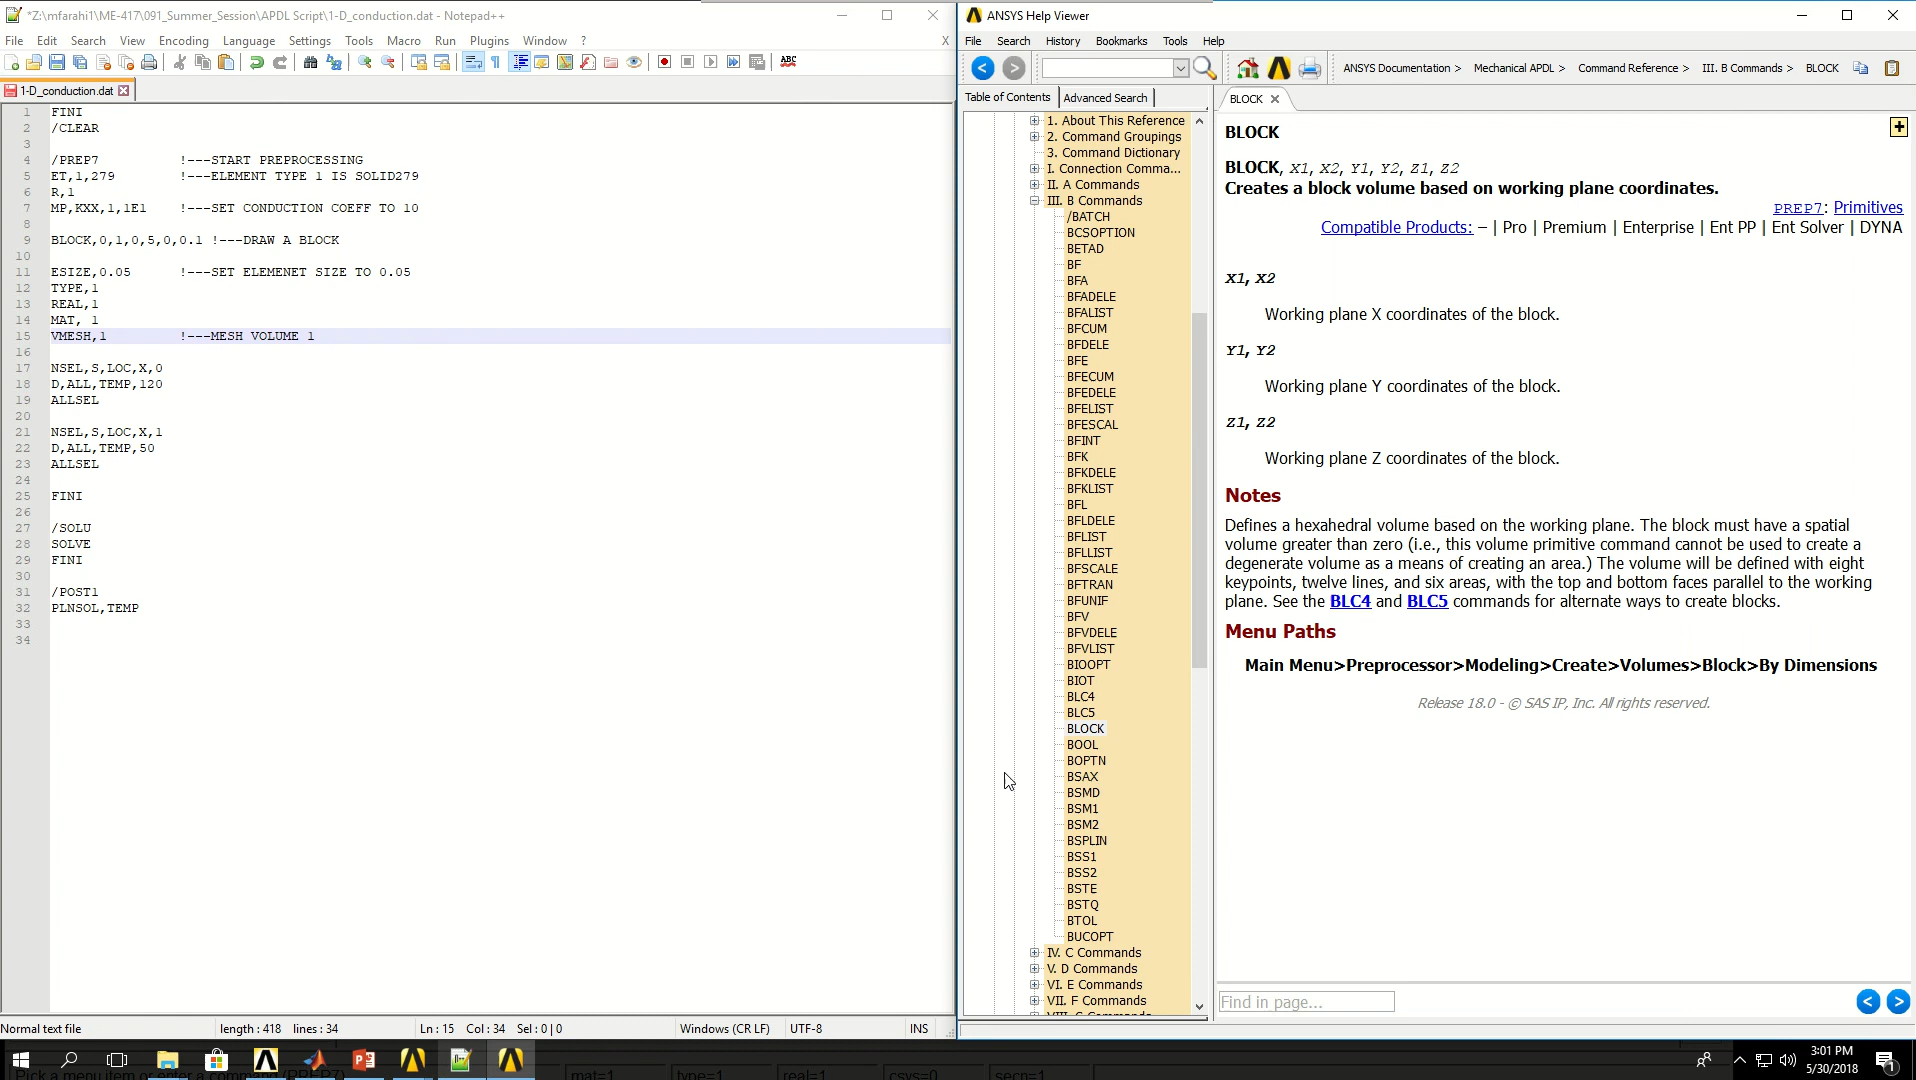 *Z:\mfarahi1\ME-417\091_Summer_Session\APDL Script\1-D_conduction.dat - Notepad++
File Edit Search View Encoding Language Settings Tools Macro Run Plugins Window ? X
1-D_conduction.dat
1 FINI
2 /CLEAR
3
4 /PREP7 !---START PREPROCESSING
5 ET,1,279 !---ELEMENT TYPE 1 IS SOLID279
6 R,1
7 MP,KXX,1,1E1 !---SET CONDUCTION COEFF TO 10
8
9 BLOCK,0,1,0,5,0,0.1 !---DRAW A BLOCK
10
11 ESIZE,0.05 !---SET ELEMENET SIZE TO 0.05
12 TYPE,1
13 REAL,1
14 MAT, 1
15 VMESH,1 !---MESH VOLUME 1
16
17 NSEL,S,LOC,X,0
18 D,ALL,TEMP,120
19 ALLSEL
20
21 NSEL,S,LOC,X,1
22 D,ALL,TEMP,50
23 ALLSEL
24
25 FINI
26
27 /SOLU
28 SOLVE
29 FINI
30
31 /POST1
32 PLNSOL,TEMP
33
34
Normal text file length : 418 lines : 34 Ln : 15 Col : 34 Sel : 0 | 0 Windows (CR LF) UTF-8 INS
ANSYS Help Viewer
File Search History Bookmarks Tools Help
ANSYS Documentation > Mechanical APDL > Command Reference > III. B Commands > BLOCK
Table of Contents Advanced Search
1. About This Reference
2. Command Groupings
3. Command Dictionary
I. Connection Comma...
II. A Commands
III. B Commands
/BATCH
BCSOPTION
BETAD
BF
BFA
BFADELE
BFALIST
BFCUM
BFDELE
BFE
BFECUM
BFEDELE
BFELIST
BFESCAL
BFINT
BFK
BFKDELE
BFKLIST
BFL
BFLDELE
BFLIST
BFLLIST
BFSCALE
BFTRAN
BFUNIF
BFV
BFVDELE
BFVLIST
BIOOPT
BIOT
BLC4
BLC5
BLOCK
BOOL
BOPTN
BSAX
BSMD
BSM1
BSM2
BSPLIN
BSS1
BSS2
BSTE
BSTQ
BTOL
BUCOPT
IV. C Commands
V. D Commands
VI. E Commands
VII. F Commands
BLOCK
BLOCK
BLOCK, X1, X2, Y1, Y2, Z1, Z2
Creates a block volume based on working plane coordinates.
PREP7: Primitives
Compatible Products: – | Pro | Premium | Enterprise | Ent PP | Ent Solver | DYNA
X1, X2
Working plane X coordinates of the block.
Y1, Y2
Working plane Y coordinates of the block.
Z1, Z2
Working plane Z coordinates of the block.
Notes
Defines a hexahedral volume based on the working plane. The block must have a spatial
volume greater than zero (i.e., this volume primitive command cannot be used to create a
degenerate volume as a means of creating an area.) The volume will be defined with eight
keypoints, twelve lines, and six areas, with the top and bottom faces parallel to the working
plane. See the BLC4 and BLC5 commands for alternate ways to create blocks.
Menu Paths
Main Menu>Preprocessor>Modeling>Create>Volumes>Block>By Dimensions
Release 18.0 - © SAS IP, Inc. All rights reserved.
Find in page...
Pick a menu item or enter a command (PREP7) mat=1 type=1 real=1 csys=0 secn=1
3:01 PM
5/30/2018